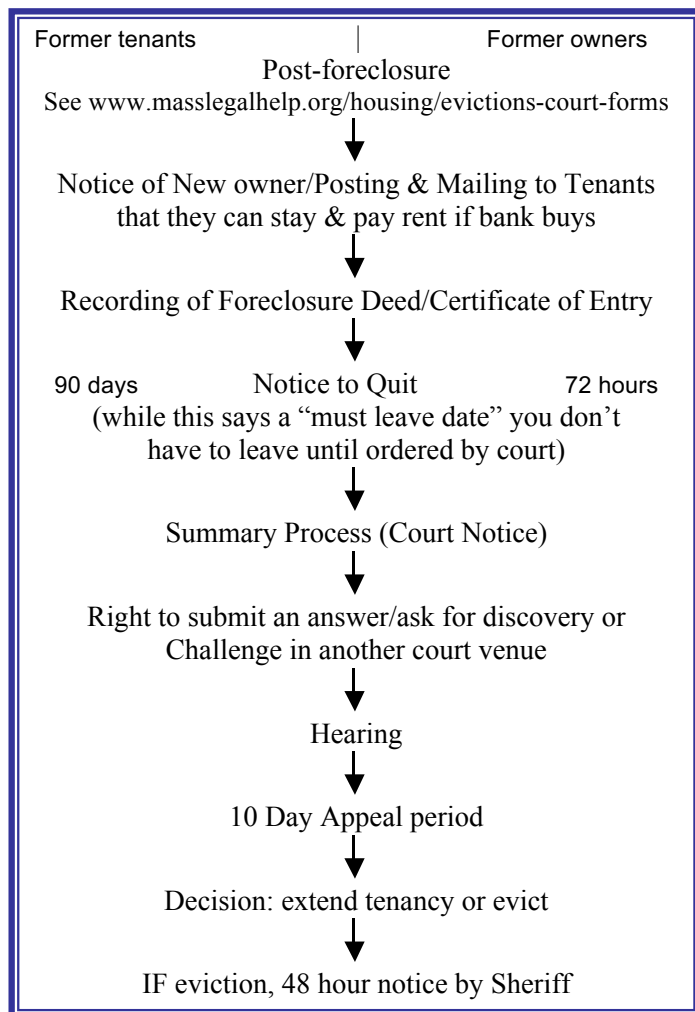 Former tenants | Former owners
Post-foreclosure
See www.masslegalhelp.org/housing/evictions-court-forms
Notice of New owner/Posting & Mailing to Tenants
that they can stay & pay rent if bank buys
Recording of Foreclosure Deed/Certificate of Entry
90 days Notice to Quit 72 hours
(while this says a “must leave date” you don’t
have to leave until ordered by court)
Summary Process (Court Notice)
Right to submit an answer/ask for discovery or
Challenge in another court venue
Hearing
10 Day Appeal period
Decision: extend tenancy or evict
IF eviction, 48 hour notice by Sheriff